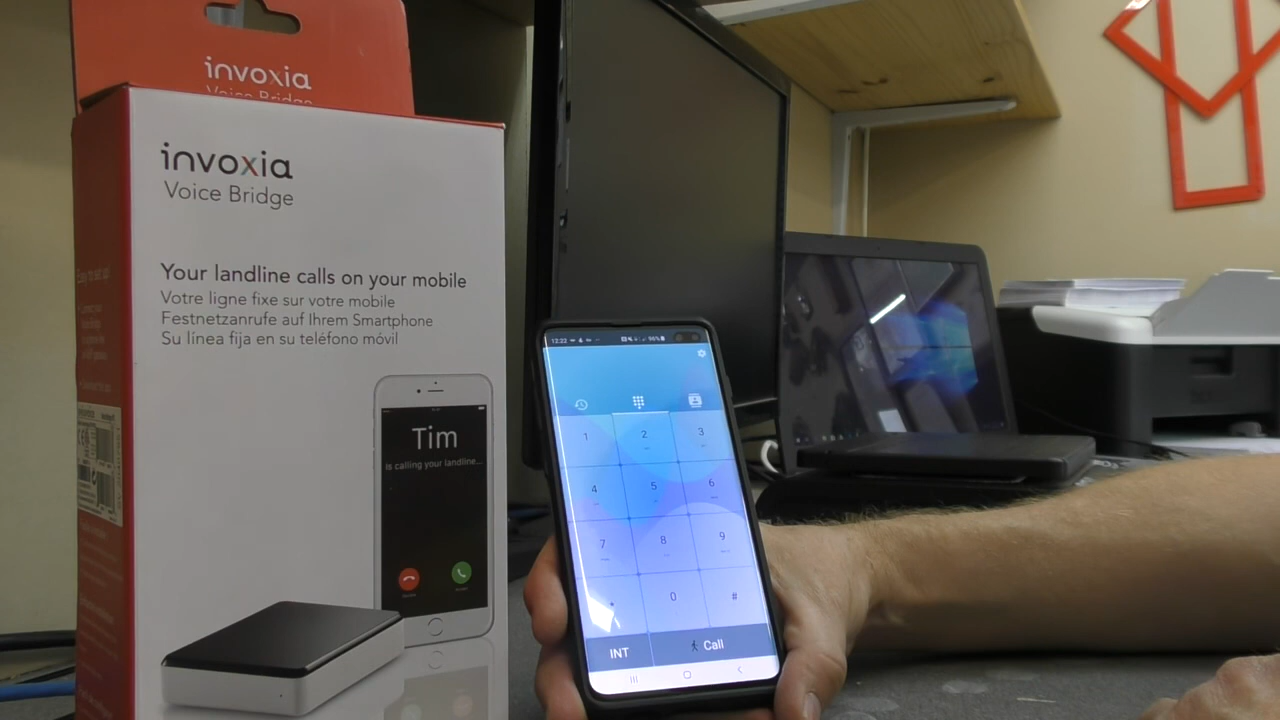 invoxia
Voice Bridge
invoxia
Voice Bridge
Your landline calls on your mobile
Votre ligne fixe sur votre mobile
Festnetzanrufe auf Ihrem Smartphone
Su línea fija en su teléfono móvil
Tim
is calling your landline...
12:22
1
2
3
4
5
6
7
8
9
0
#
INT
Call